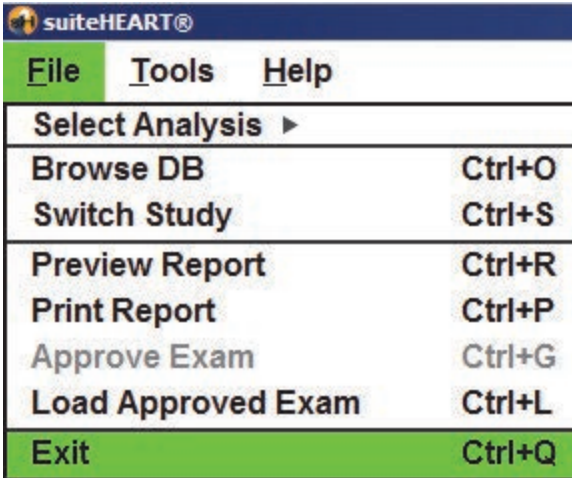 suiteHEART®
File Tools Help
Select Analysis ▶
Browse DB Ctrl+O
Switch Study Ctrl+S
Preview Report Ctrl+R
Print Report Ctrl+P
Approve Exam Ctrl+G
Load Approved Exam Ctrl+L
Exit Ctrl+Q